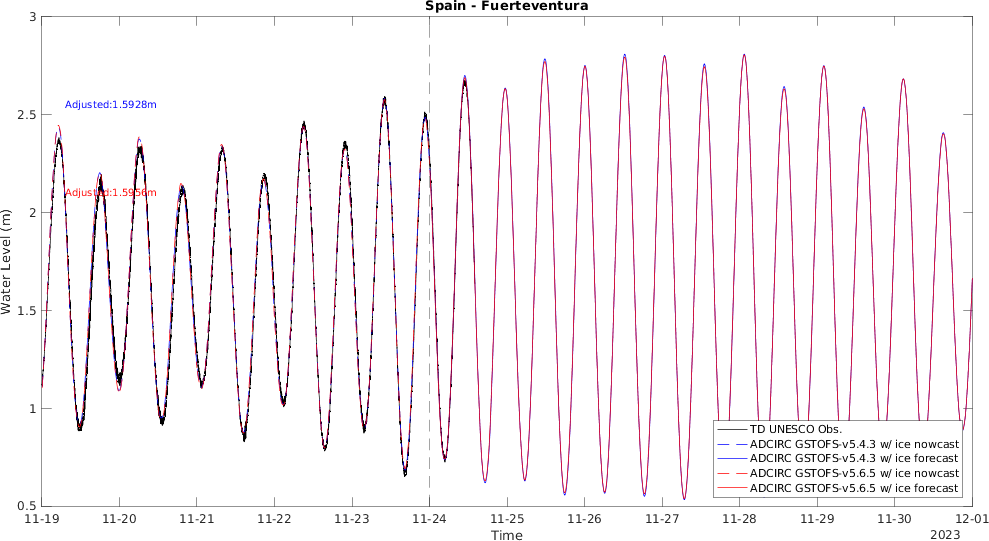 Spain - Fuerteventura
3
2.5
2
1.5
1
0.5
Water Level (m)
Adjusted:1.5928m
Adjusted:1.5956m
TD UNESCO Obs.
ADCIRC GSTOFS-v5.4.3 w/ ice nowcast
ADCIRC GSTOFS-v5.4.3 w/ ice forecast
ADCIRC GSTOFS-v5.6.5 w/ ice nowcast
ADCIRC GSTOFS-v5.6.5 w/ ice forecast
11-19 11-20 11-21 11-22 11-23 11-24 11-25 11-26 11-27 11-28 11-29 11-30 12-01
Time
2023